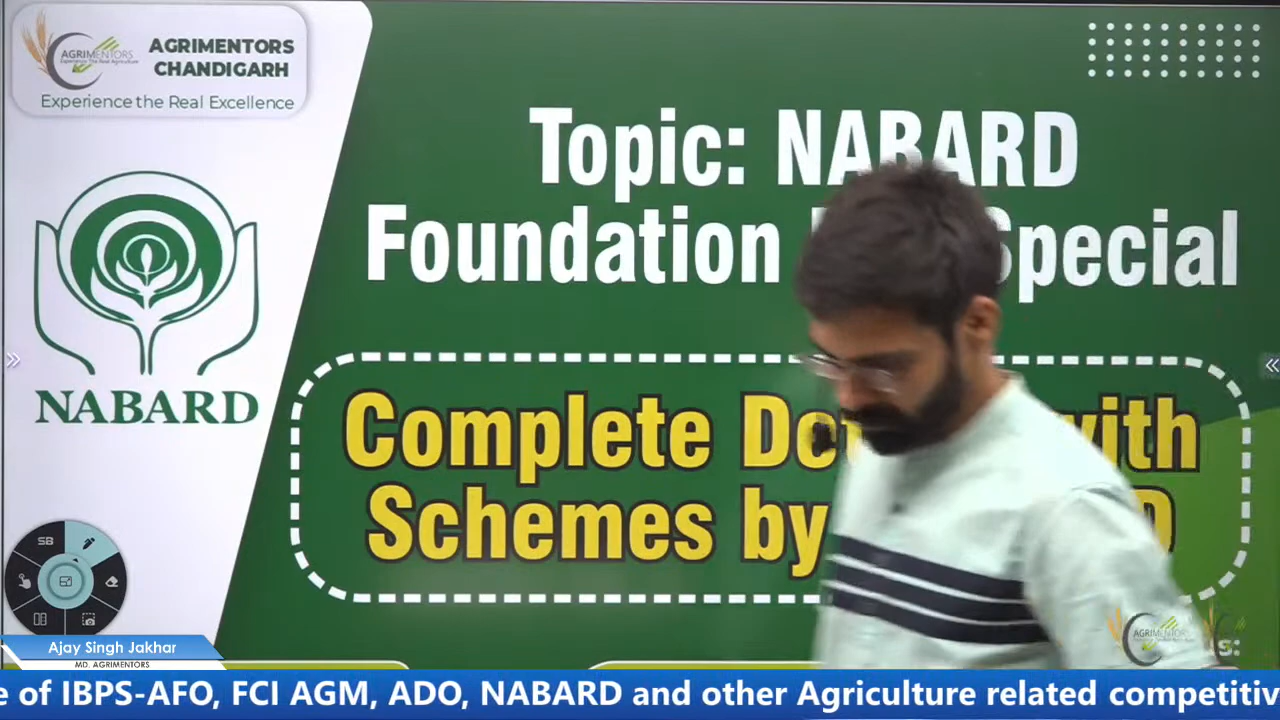 AGRIMENTORS
CHANDIGARH
AGRIMENTORS
Experience the Real Excellence
Topic: NABARD
Foundation Special
NABARD
Complete with
Schemes by
SB
Ajay Singh Jakhar
MD. AGRIMENTORS
AGRIMENTORS
e of IBPS-AFO, FCI AGM, ADO, NABARD and other Agriculture related competitiv